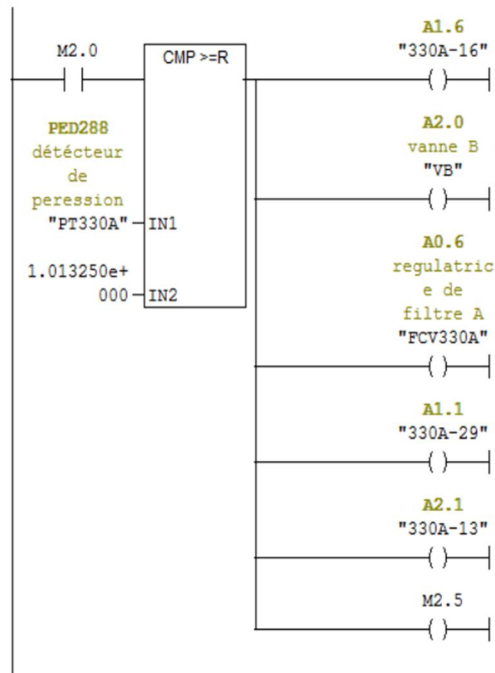 M2.0
CMP >=R
PED288
détécteur
de
peression
"PT330A"
IN1
1.013250e+
000
IN2
A1.6
"330A-16"
( )
A2.0
vanne B
"VB"
( )
A0.6
regulatric
e de
filtre A
"FCV330A"
( )
A1.1
"330A-29"
( )
A2.1
"330A-13"
( )
M2.5
( )